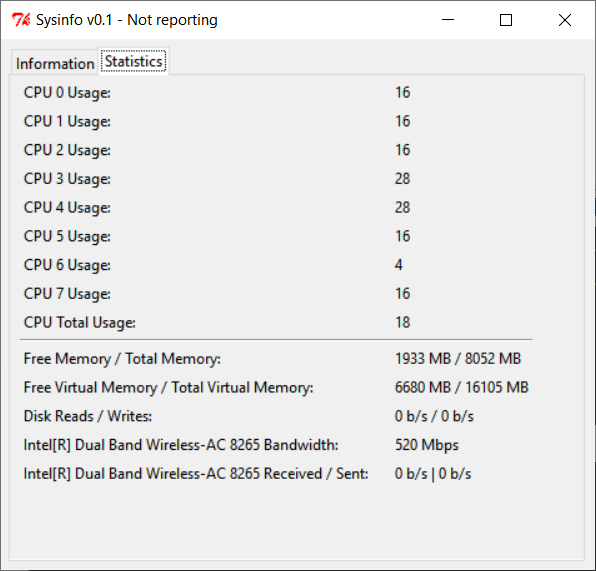 Sysinfo v0.1 - Not reporting
Information Statistics
CPU 0 Usage: 16
CPU 1 Usage: 16
CPU 2 Usage: 16
CPU 3 Usage: 28
CPU 4 Usage: 28
CPU 5 Usage: 16
CPU 6 Usage: 4
CPU 7 Usage: 16
CPU Total Usage: 18
Free Memory / Total Memory: 1933 MB / 8052 MB
Free Virtual Memory / Total Virtual Memory: 6680 MB / 16105 MB
Disk Reads / Writes: 0 b/s / 0 b/s
Intel[R] Dual Band Wireless-AC 8265 Bandwidth: 520 Mbps
Intel[R] Dual Band Wireless-AC 8265 Received / Sent: 0 b/s | 0 b/s